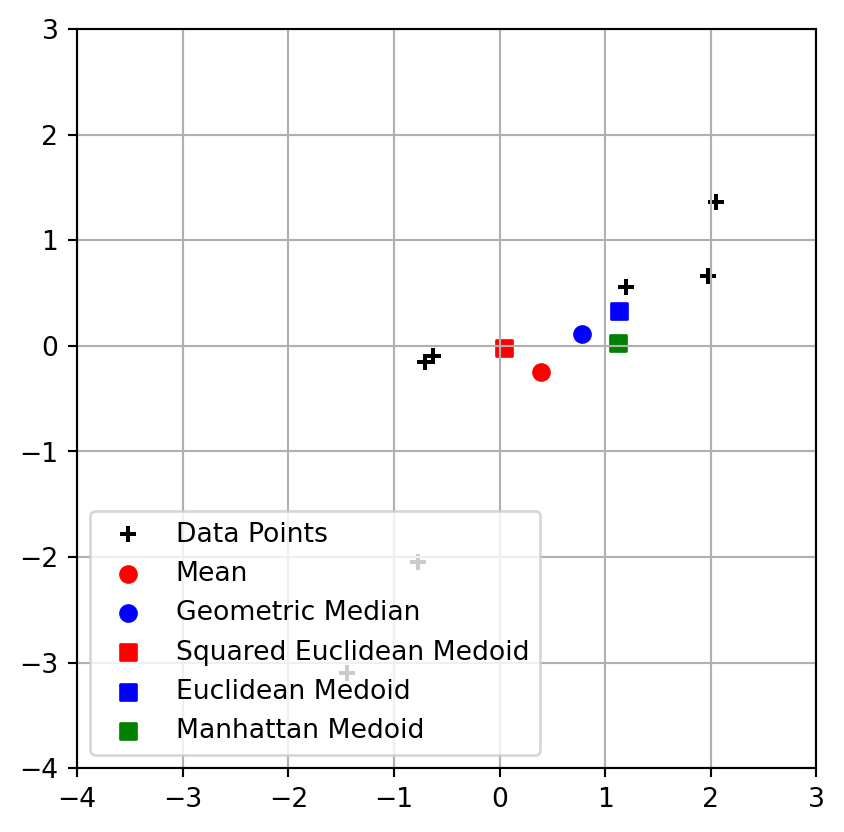 3
2
1
0
−1
−2
−3
−4
Data Points
Mean
Geometric Median
Squared Euclidean Medoid
Euclidean Medoid
Manhattan Medoid
−4 −3 −2 −1 0 1 2 3